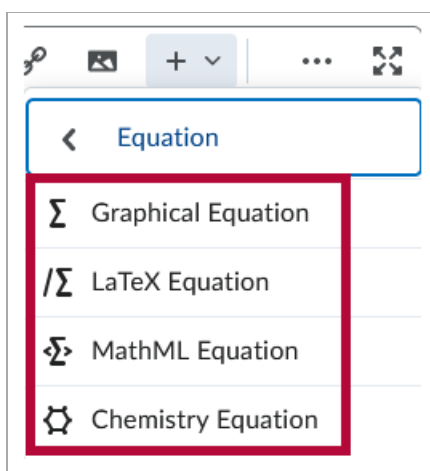 Equation
Graphical Equation
LaTeX Equation
MathML Equation
Chemistry Equation